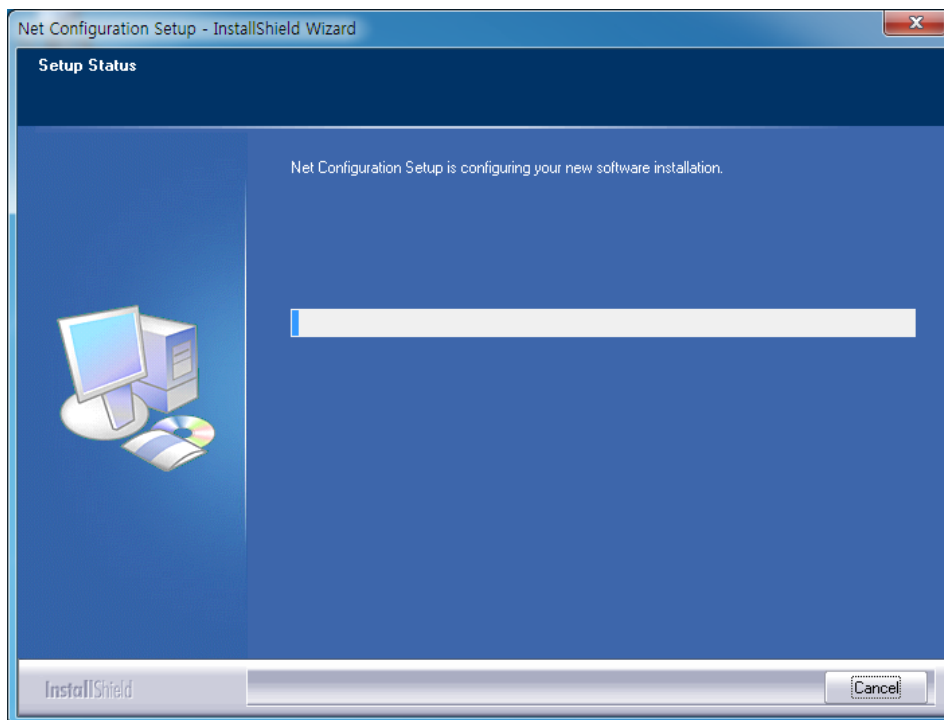 Net Configuration Setup - InstallShield Wizard
Setup Status
Net Configuration Setup is configuring your new software installation.
InstallShield
Cancel